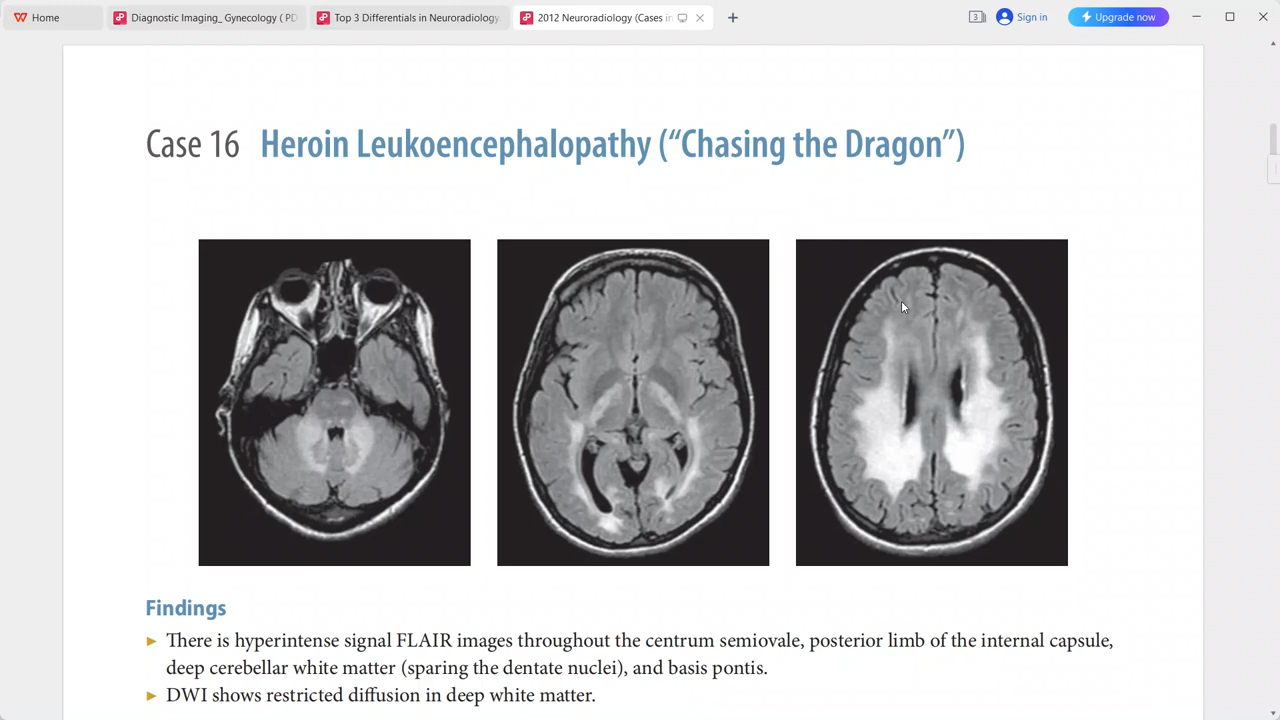 Home
Diagnostic Imaging_ Gynecology ( PD
Top 3 Differentials in Neuroradiology
2012 Neuroradiology (Cases in
3
Sign in
Upgrade now
Case 16 Heroin Leukoencephalopathy (“Chasing the Dragon”)
Findings
► There is hyperintense signal FLAIR images throughout the centrum semiovale, posterior limb of the internal capsule,
deep cerebellar white matter (sparing the dentate nuclei), and basis pontis.
► DWI shows restricted diffusion in deep white matter.